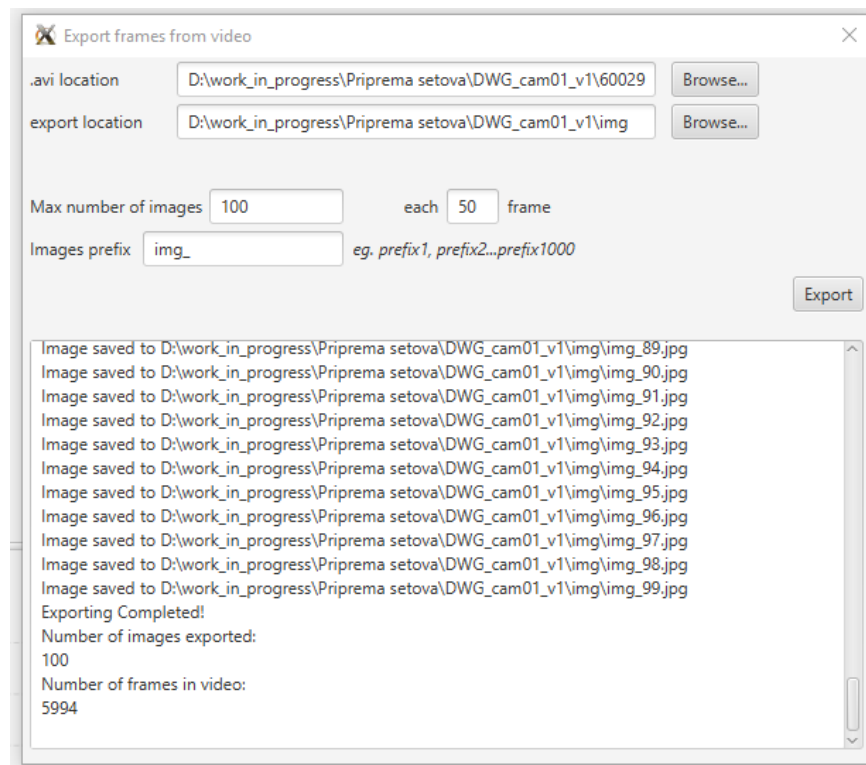 Export frames from video
.avi location D:\work_in_progress\Priprema setova\DWG_cam01_v1\60029 Browse...
export location D:\work_in_progress\Priprema setova\DWG_cam01_v1\img Browse...
Max number of images 100 each 50 frame
Images prefix img_ eg. prefix1, prefix2...prefix1000
Export
Image saved to D:\work_in_progress\Priprema setova\DWG_cam01_v1\img\img_89.jpg
Image saved to D:\work_in_progress\Priprema setova\DWG_cam01_v1\img\img_90.jpg
Image saved to D:\work_in_progress\Priprema setova\DWG_cam01_v1\img\img_91.jpg
Image saved to D:\work_in_progress\Priprema setova\DWG_cam01_v1\img\img_92.jpg
Image saved to D:\work_in_progress\Priprema setova\DWG_cam01_v1\img\img_93.jpg
Image saved to D:\work_in_progress\Priprema setova\DWG_cam01_v1\img\img_94.jpg
Image saved to D:\work_in_progress\Priprema setova\DWG_cam01_v1\img\img_95.jpg
Image saved to D:\work_in_progress\Priprema setova\DWG_cam01_v1\img\img_96.jpg
Image saved to D:\work_in_progress\Priprema setova\DWG_cam01_v1\img\img_97.jpg
Image saved to D:\work_in_progress\Priprema setova\DWG_cam01_v1\img\img_98.jpg
Image saved to D:\work_in_progress\Priprema setova\DWG_cam01_v1\img\img_99.jpg
Exporting Completed!
Number of images exported:
100
Number of frames in video:
5994